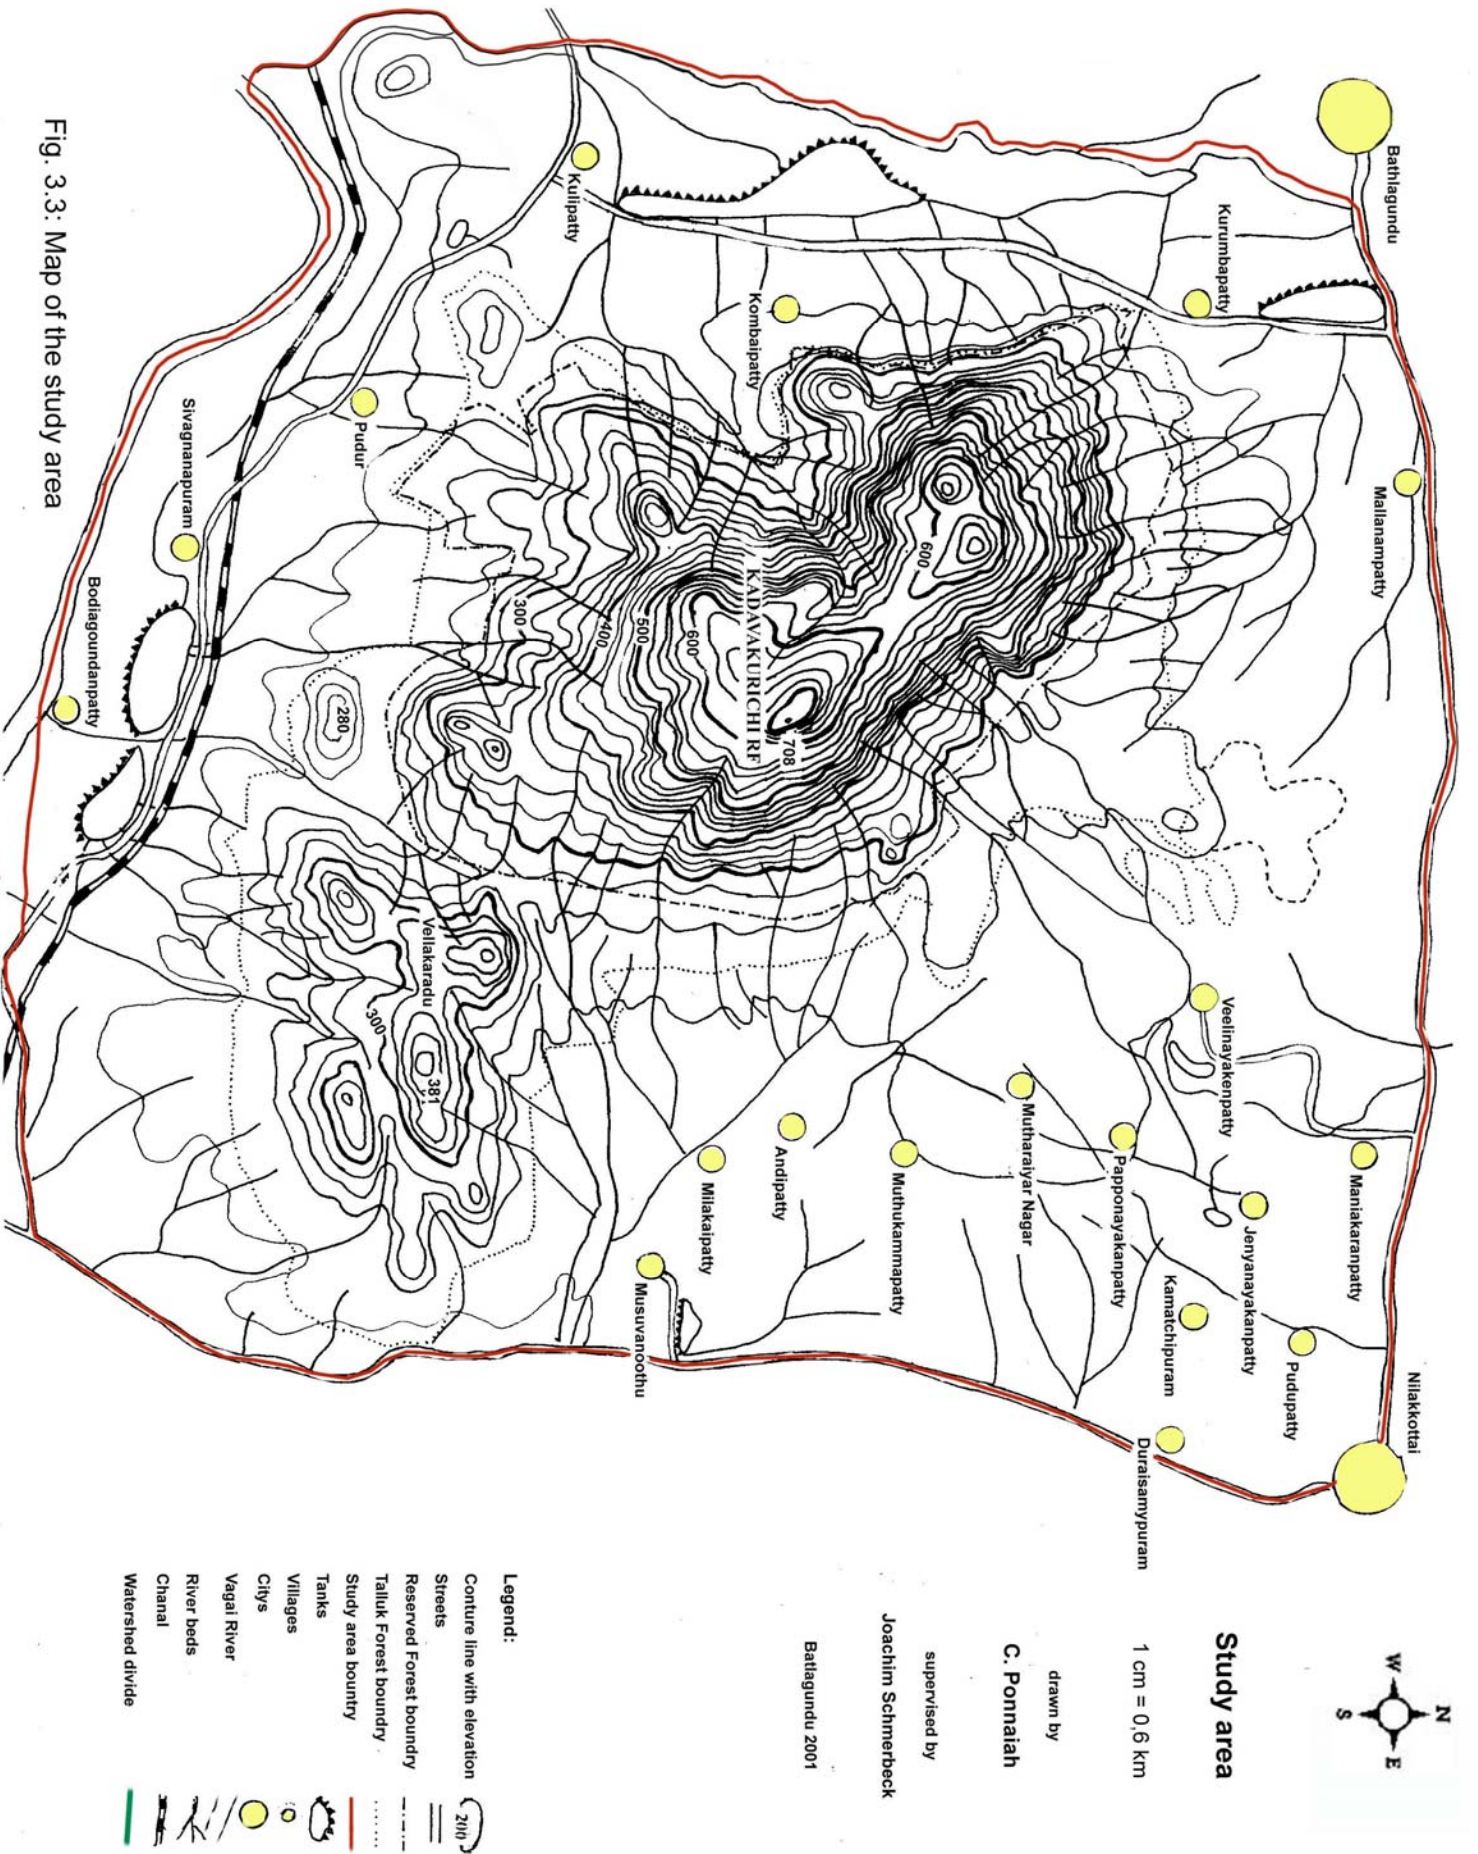 Bathlagundu
Kurumbapatty
Mallanampatty
Kulipatty
Kombaipatty
Pudur
Sivagnanapuram
Bodiagoundanpatty
600
KADAVAKURICHI RF
708
600
500
400
300
280
Vellakaradu
300
381
Veelinayakenpatty
Maniakaranpatty
Mutharaiyar Nagar
Papponayakanpatty
Jenyanayakanpatty
Andipatty
Muthukammapatty
Milakaipatty
Kamatchipuram
Pudupatty
Musuvanoothu
Nilakkottai
Duraisamypuram
N
W
E
S
Study area
1 cm = 0,6 km
drawn by
C. Ponnaiah
supervised by
Joachim Schmerbeck
Batlagundu 2001
Legend:
Conture line with elevation 200
Streets
Reserved Forest boundry
Talluk Forest boundry
Study area bountry
Tanks
Villages
Citys
Vagai River
River beds
Chanal
Watershed divide
Fig. 3.3: Map of the study area